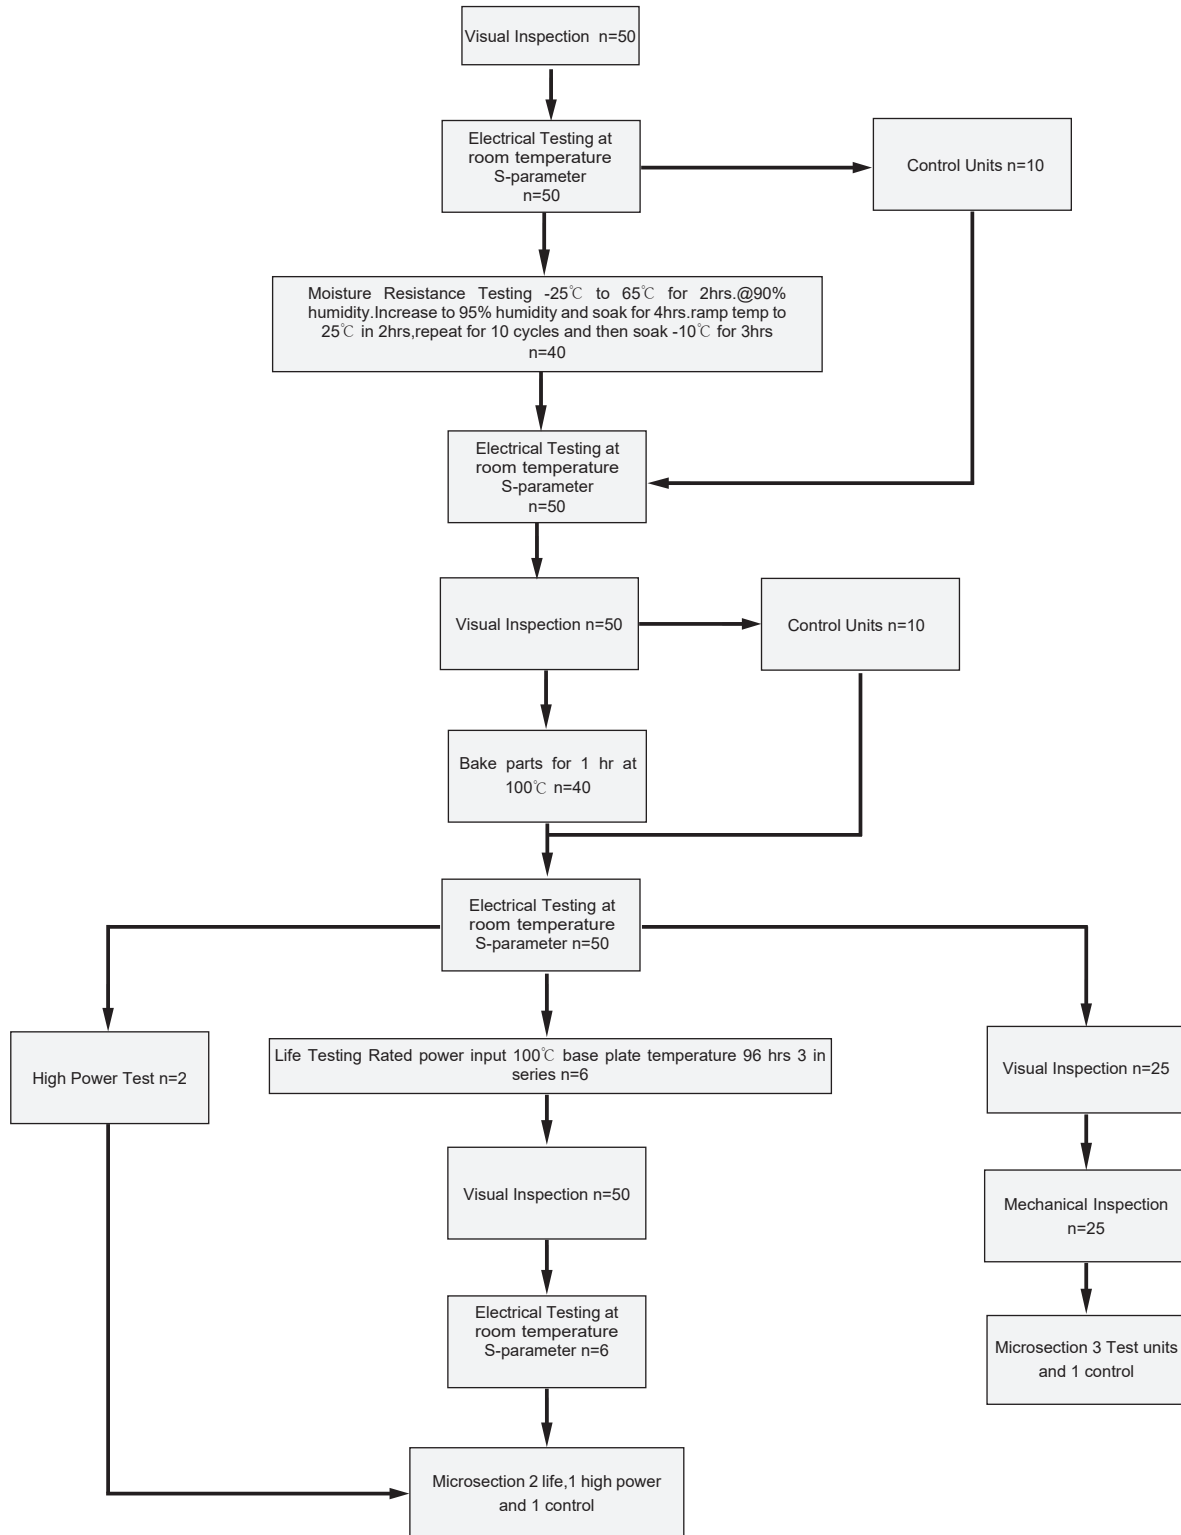 Visual Inspection n=50
Electrical Testing at
room temperature
S-parameter
n=50
Control Units n=10
Moisture Resistance Testing -25℃ to 65℃ for 2hrs.@90%
humidity.Increase to 95% humidity and soak for 4hrs.ramp temp to
25℃ in 2hrs,repeat for 10 cycles and then soak -10℃ for 3hrs
n=40
Electrical Testing at
room temperature
S-parameter
n=50
Visual Inspection n=50
Control Units n=10
Bake parts for 1 hr at
100℃ n=40
Electrical Testing at
room temperature
S-parameter n=50
High Power Test n=2
Life Testing Rated power input 100℃ base plate temperature 96 hrs 3 in
series n=6
Visual Inspection n=25
Visual Inspection n=50
Mechanical Inspection
n=25
Electrical Testing at
room temperature
S-parameter n=6
Microsection 3 Test units
and 1 control
Microsection 2 life,1 high power
and 1 control